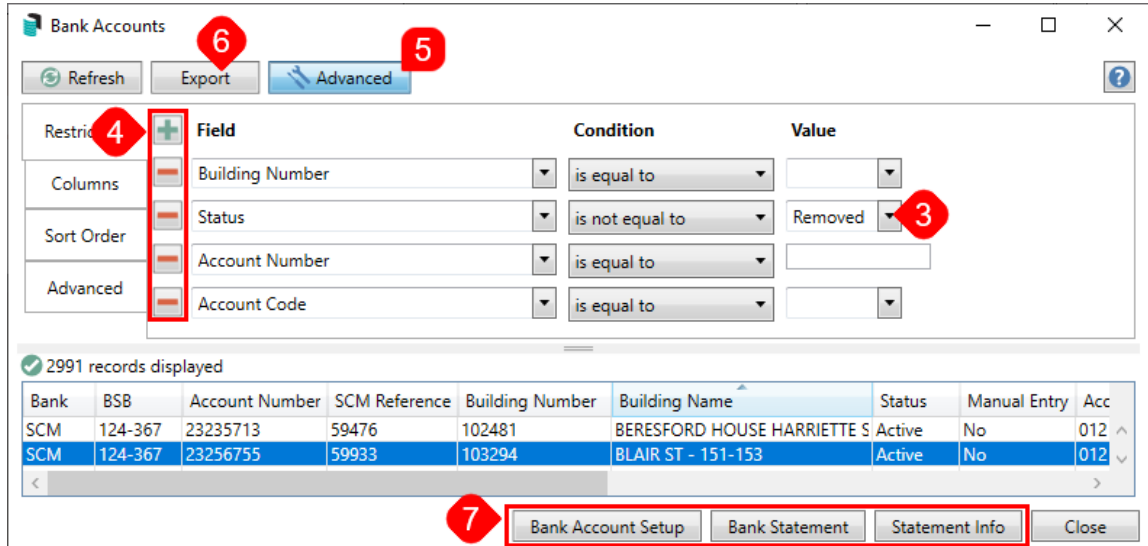 Bank Accounts
6
5
Refresh Export Advanced
Restric
4
Field Condition Value
Columns
Building Number is equal to
Status is not equal to Removed
3
Sort Order
Account Number is equal to
Advanced
Account Code is equal to
2991 records displayed
Bank BSB Account Number SCM Reference Building Number Building Name Status Manual Entry Acc
SCM 124-367 23235713 59476 102481 BERESFORD HOUSE HARRIETTE S Active No 012
SCM 124-367 23256755 59933 103294 BLAIR ST - 151-153 Active No 012
7
Bank Account Setup Bank Statement Statement Info Close